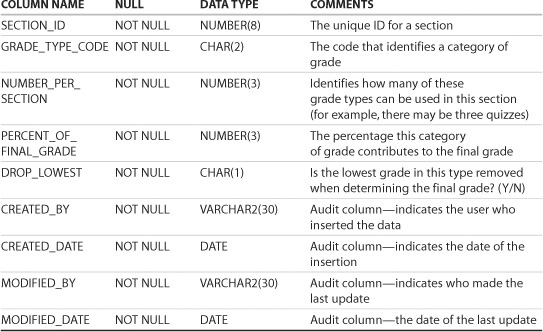 COLUMN NAME NULL DATA TYPE COMMENTS
SECTION_ID NOT NULL NUMBER(8) The unique ID for a section
GRADE_TYPE_CODE NOT NULL CHAR(2) The code that identifies a category of
grade
NUMBER_PER_ NOT NULL NUMBER(3) Identifies how many of these
SECTION grade types can be used in this section
(for example, there may be three quizzes)
PERCENT_OF_ NOT NULL NUMBER(3) The percentage this category
FINAL_GRADE of grade contributes to the final grade
DROP_LOWEST NOT NULL CHAR(1) Is the lowest grade in this type removed
when determining the final grade? (Y/N)
CREATED_BY NOT NULL VARCHAR2(30) Audit column—indicates the user who
inserted the data
CREATED_DATE NOT NULL DATE Audit column—indicates the date of the
insertion
MODIFIED_BY NOT NULL VARCHAR2(30) Audit column—indicates who made the
last update
MODIFIED_DATE NOT NULL DATE Audit column—the date of the last update